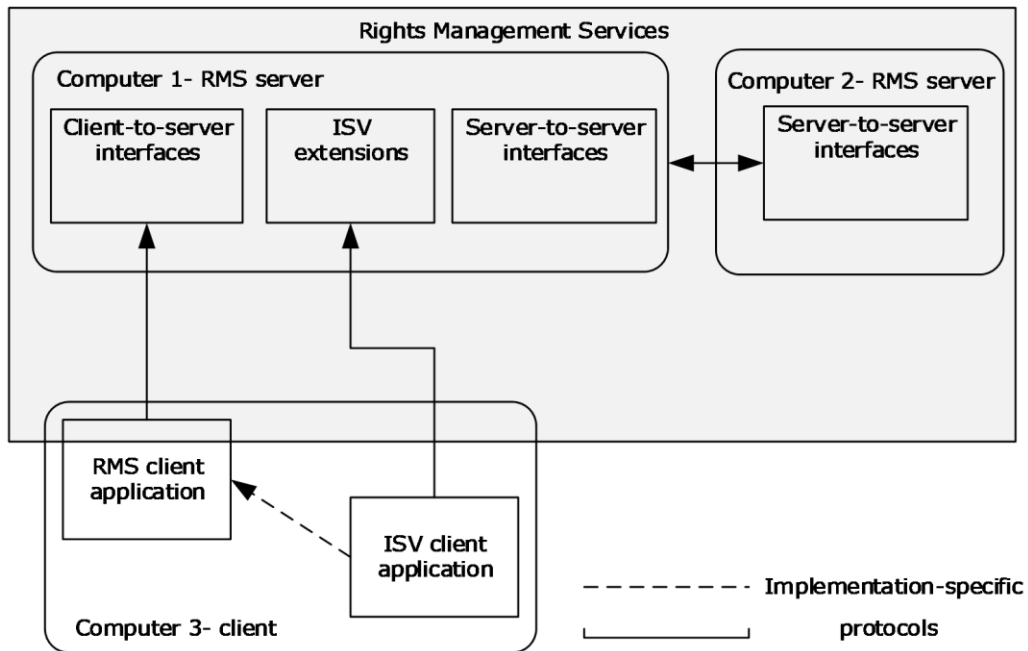 Rights Management Services
Computer 1- RMS server
Client-to-server
interfaces
ISV
extensions
Server-to-server
interfaces
Computer 2- RMS server
Server-to-server
interfaces
RMS client
application
ISV client
application
Computer 3- client
Implementation-specific
protocols